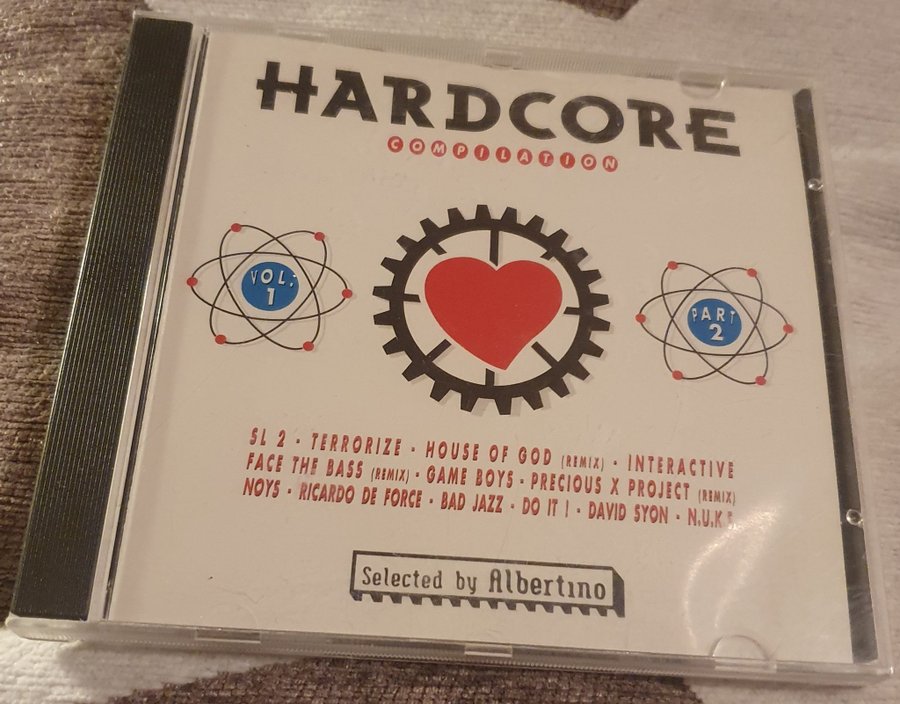 HARDCORE
COMPILATION
VOL. 1
PART 2
SL 2 - TERRORIZE - HOUSE OF GOD (REMIX) - INTERACTIVE
FACE THE BASS (REMIX) - GAME BOYS - PRECIOUS X PROJECT (REMIX)
NOYS - RICARDO DE FORCE - BAD JAZZ - DO IT ! - DAVID SYON - N.U.K.E.
Selected by Albertino